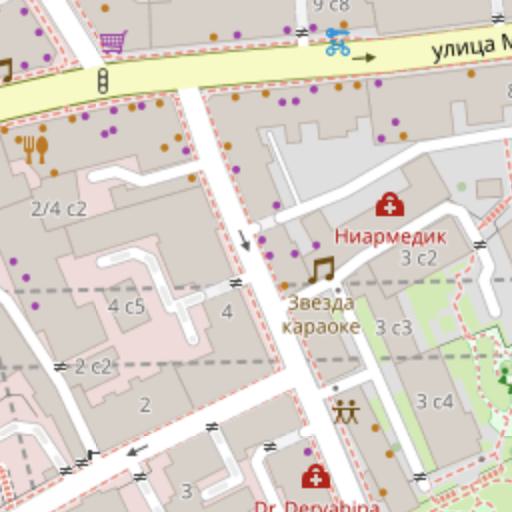 9 с8
улица М
8
2/4 с2
Ниармедик
3 с2
Звезда
караоке
4 с5
4
3 с3
2 с2
2
3 с4
3
Dr. Deryabina